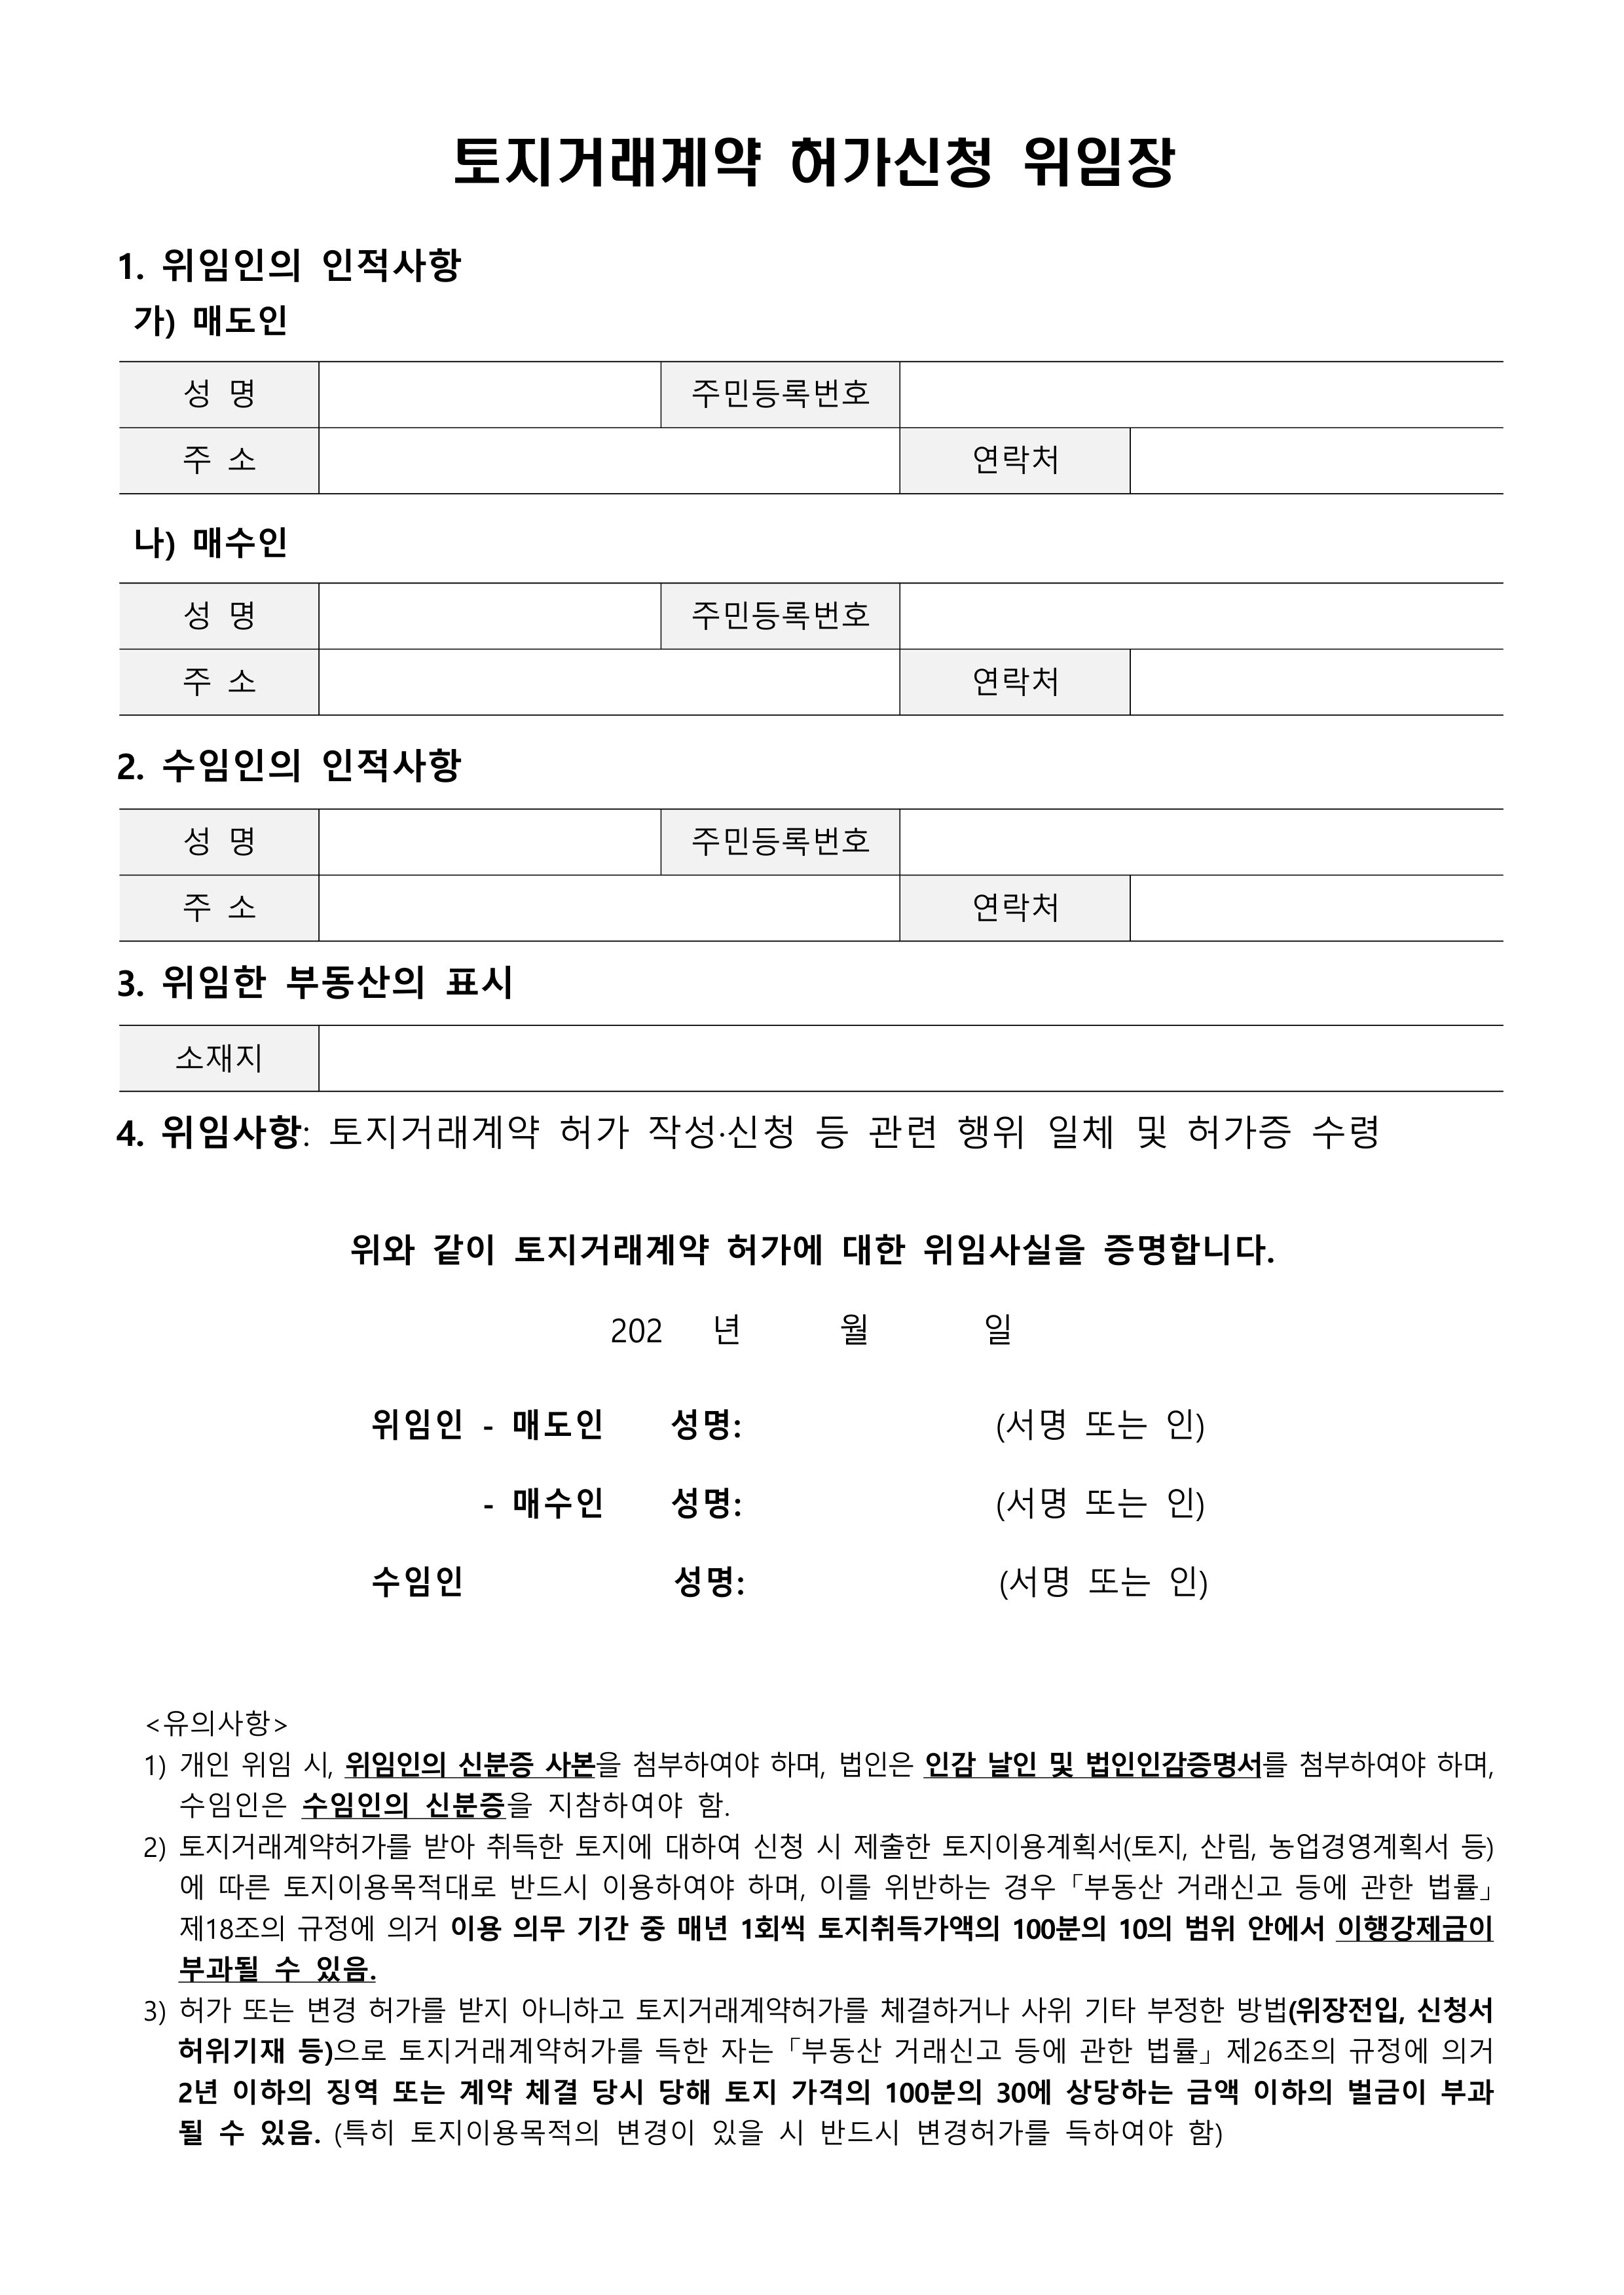 토지거래계약 허가신청 위임장
1. 위임인의 인적사항
가) 매도인
성 명 주민등록번호
주 소 연락처
나) 매수인
성 명 주민등록번호
주 소 연락처
2. 수임인의 인적사항
성 명 주민등록번호
주 소 연락처
3. 위임한 부동산의 표시
소재지
4. 위임사항: 토지거래계약 허가 작성·신청 등 관련 행위 일체 및 허가증 수령
위와 같이 토지거래계약 허가에 대한 위임사실을 증명합니다.
202 년 월 일
위임인 - 매도인 성명: (서명 또는 인)
- 매수인 성명: (서명 또는 인)
수임인 성명: (서명 또는 인)
<유의사항>
1) 개인 위임 시, 위임인의 신분증 사본을 첨부하여야 하며, 법인은 인감 날인 및 법인인감증명서를 첨부하여야 하며,
수임인은 수임인의 신분증을 지참하여야 함.
2) 토지거래계약허가를 받아 취득한 토지에 대하여 신청 시 제출한 토지이용계획서(토지, 산림, 농업경영계획서 등)
에 따른 토지이용목적대로 반드시 이용하여야 하며, 이를 위반하는 경우「부동산 거래신고 등에 관한 법률」
제18조의 규정에 의거 이용 의무 기간 중 매년 1회씩 토지취득가액의 100분의 10의 범위 안에서 이행강제금이
부과될 수 있음.
3) 허가 또는 변경 허가를 받지 아니하고 토지거래계약허가를 체결하거나 사위 기타 부정한 방법(위장전입, 신청서
허위기재 등)으로 토지거래계약허가를 득한 자는「부동산 거래신고 등에 관한 법률」제26조의 규정에 의거
2년 이하의 징역 또는 계약 체결 당시 당해 토지 가격의 100분의 30에 상당하는 금액 이하의 벌금이 부과
될 수 있음. (특히 토지이용목적의 변경이 있을 시 반드시 변경허가를 득하여야 함)